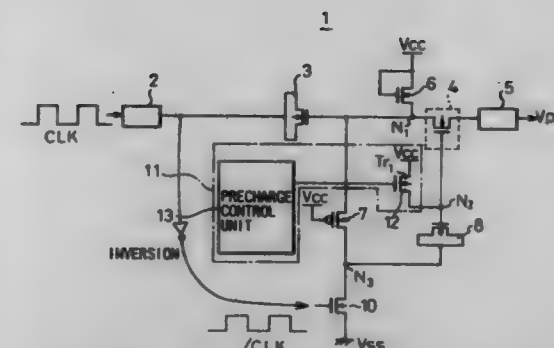 1
Vcc
2
3
6
4
5
CLK
N1
Vp
11
Vcc
Tr1
PRECHARGE
CONTROL
UNIT
13
Vcc
7
12
N2
8
INVERSION
N3
10
/CLK
Vss